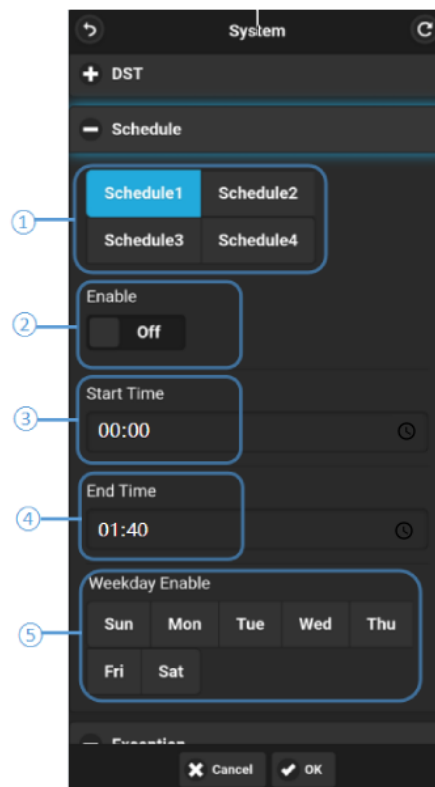 System
DST
Schedule
Schedule1 Schedule2
① Schedule3 Schedule4
Enable
② Off
Start Time
③ 00:00
End Time
④ 01:40
Weekday Enable
Sun Mon Tue Wed Thu
⑤
Fri Sat
Exception
Cancel OK